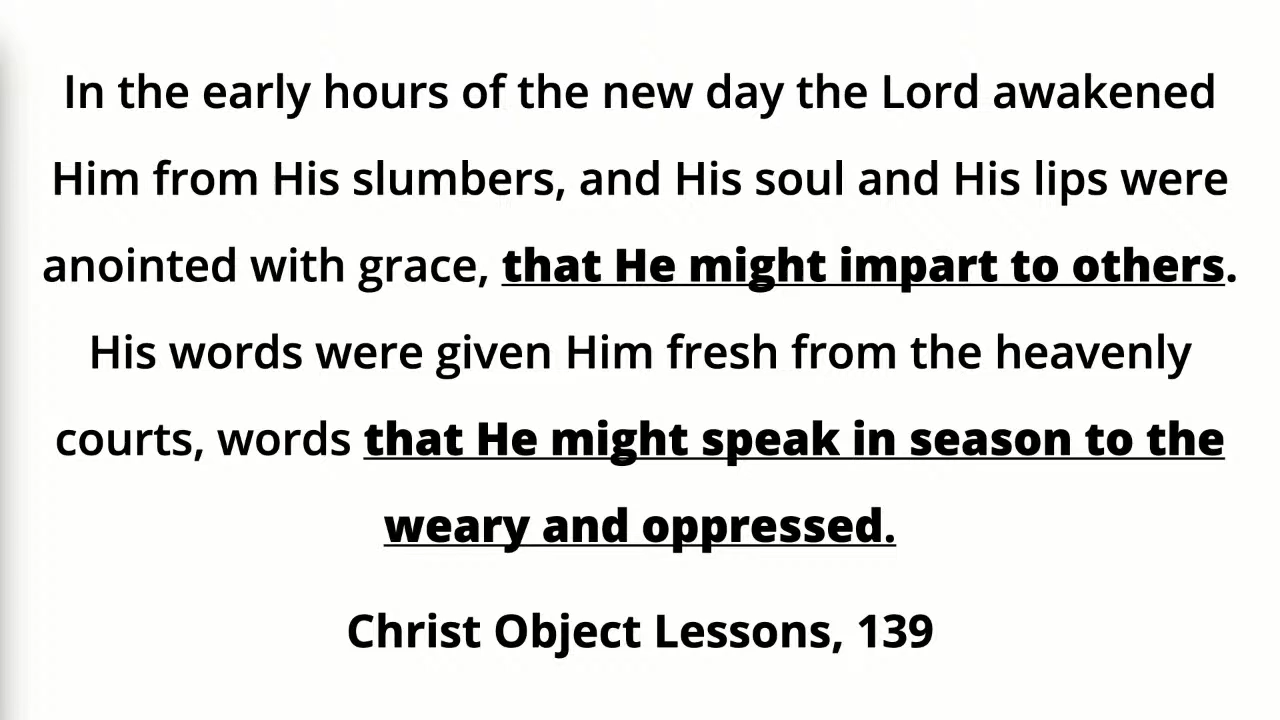 In the early hours of the new day the Lord awakened
Him from His slumbers, and His soul and His lips were
anointed with grace, that He might impart to others.
His words were given Him fresh from the heavenly
courts, words that He might speak in season to the
weary and oppressed.
Christ Object Lessons, 139